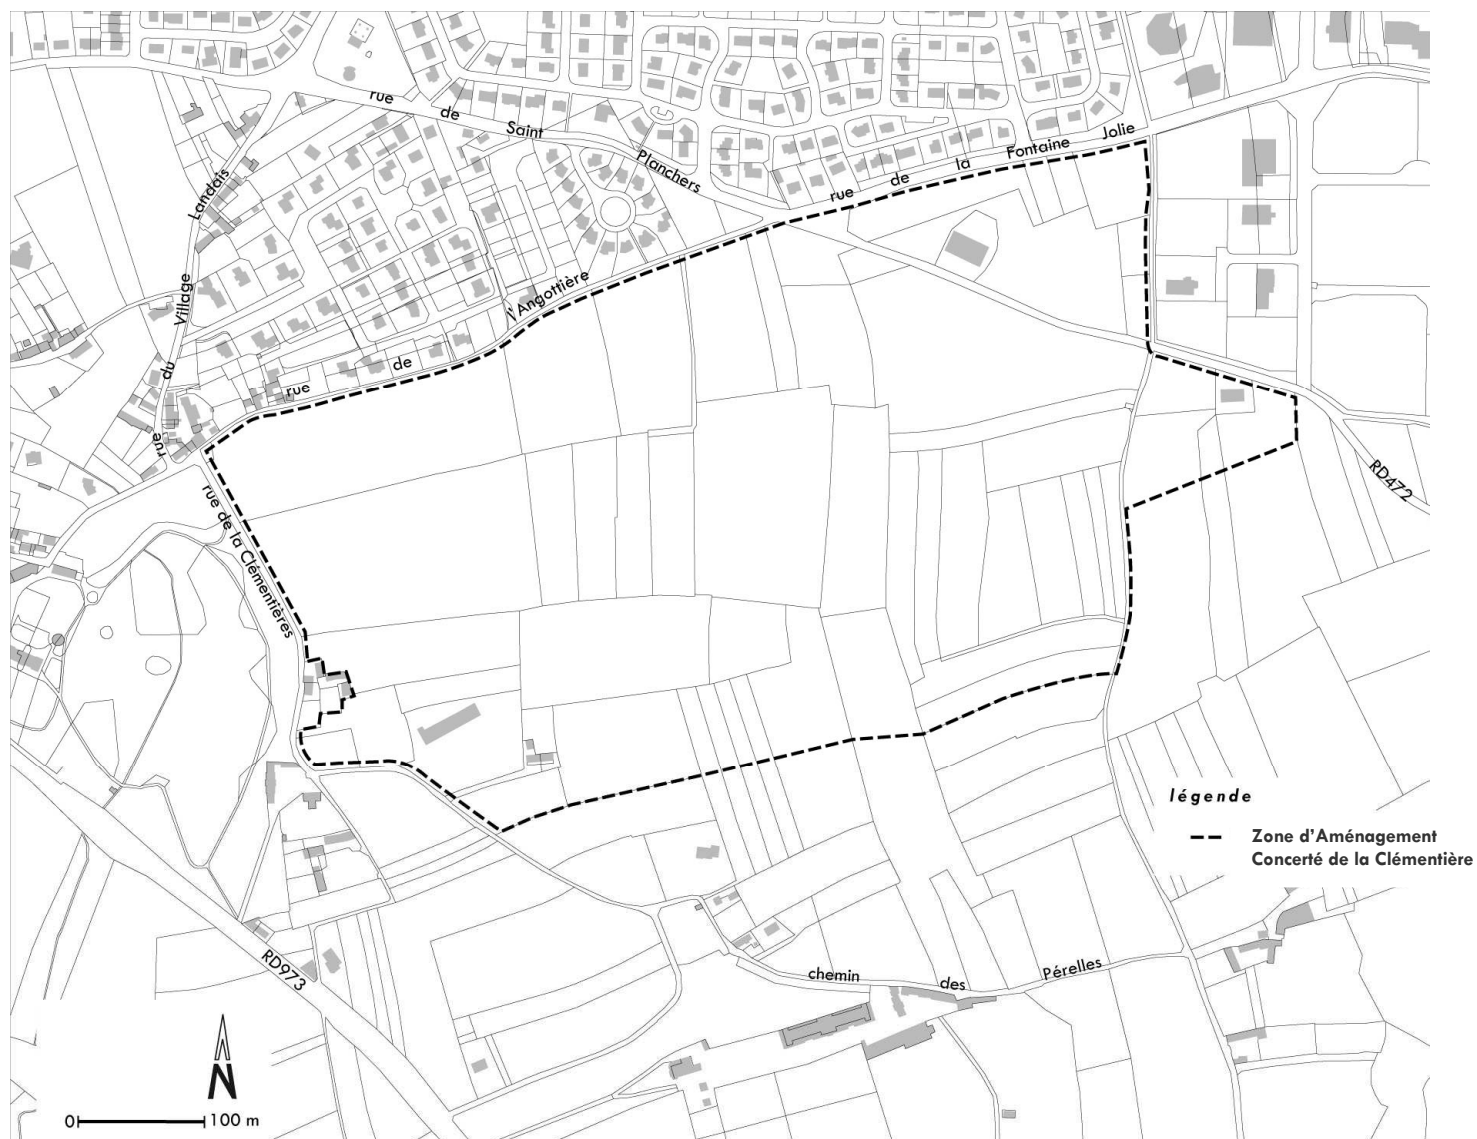 rue de Saint Planchers
rue de la Fontaine Jolie
rue du Village Landais
rue de l'Angottière
rue de la Clémentières
RD472
légende
Zone d'Aménagement
Concerté de la Clémentière
RD973
chemin des Pérelles
N
0 100 m